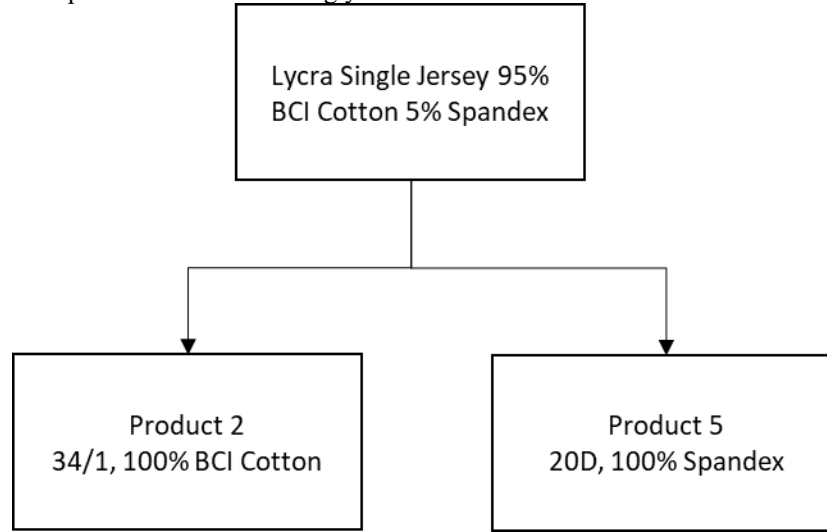 Lycra Single Jersey 95%
BCI Cotton 5% Spandex
Product 2
34/1, 100% BCI Cotton
Product 5
20D, 100% Spandex